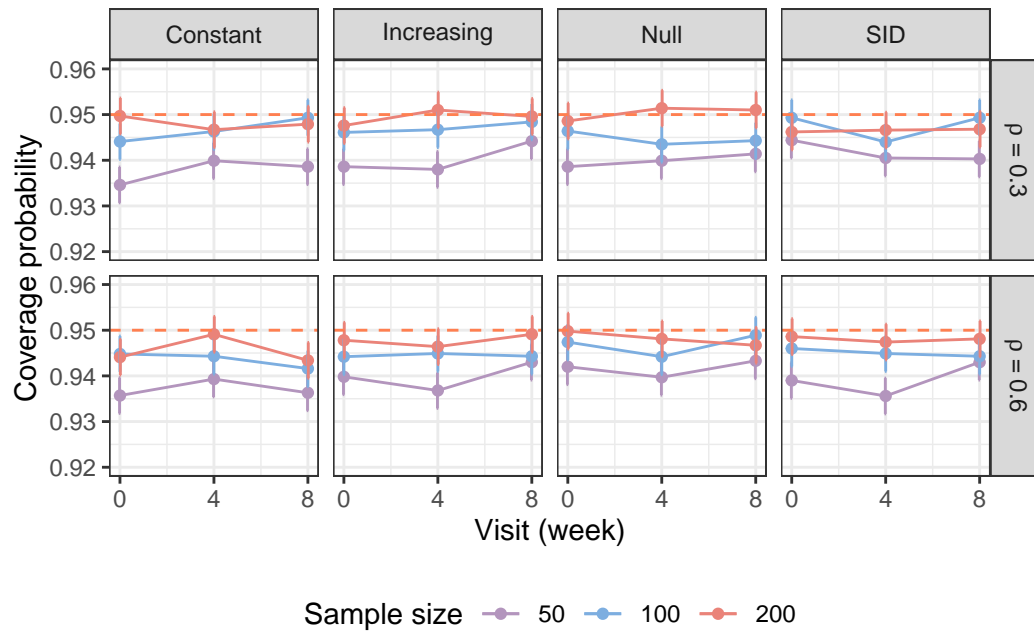 Constant Increasing Null SID
Coverage probability
0.96
0.95
0.94
0.93
0.92
ρ = 0.3
0.96
0.95
0.94
0.93
0.92
ρ = 0.6
0 4 8 0 4 8 0 4 8 0 4 8
Visit (week)
Sample size 50 100 200